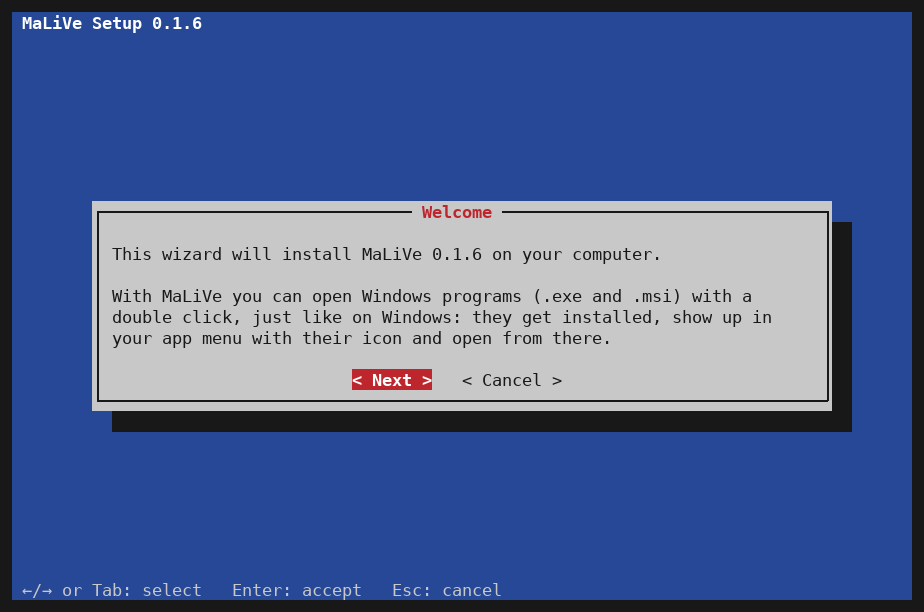 MaLiVe Setup 0.1.6
Welcome
This wizard will install MaLiVe 0.1.6 on your computer.
With MaLiVe you can open Windows programs (.exe and .msi) with a
double click, just like on Windows: they get installed, show up in
your app menu with their icon and open from there.
< Next >   < Cancel >
←/→ or Tab: select   Enter: accept   Esc: cancel